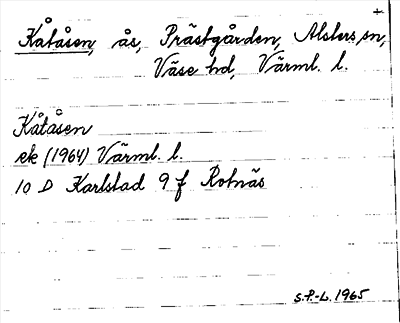 Kåtåsen, ås, Prästgården, Alsters sn,
Väse hd, Värml. l.
Kåtåsen
ek (1964) Värml. l.
10 D Karlstad 9 f Rotnäs
S.P.-L. 1965